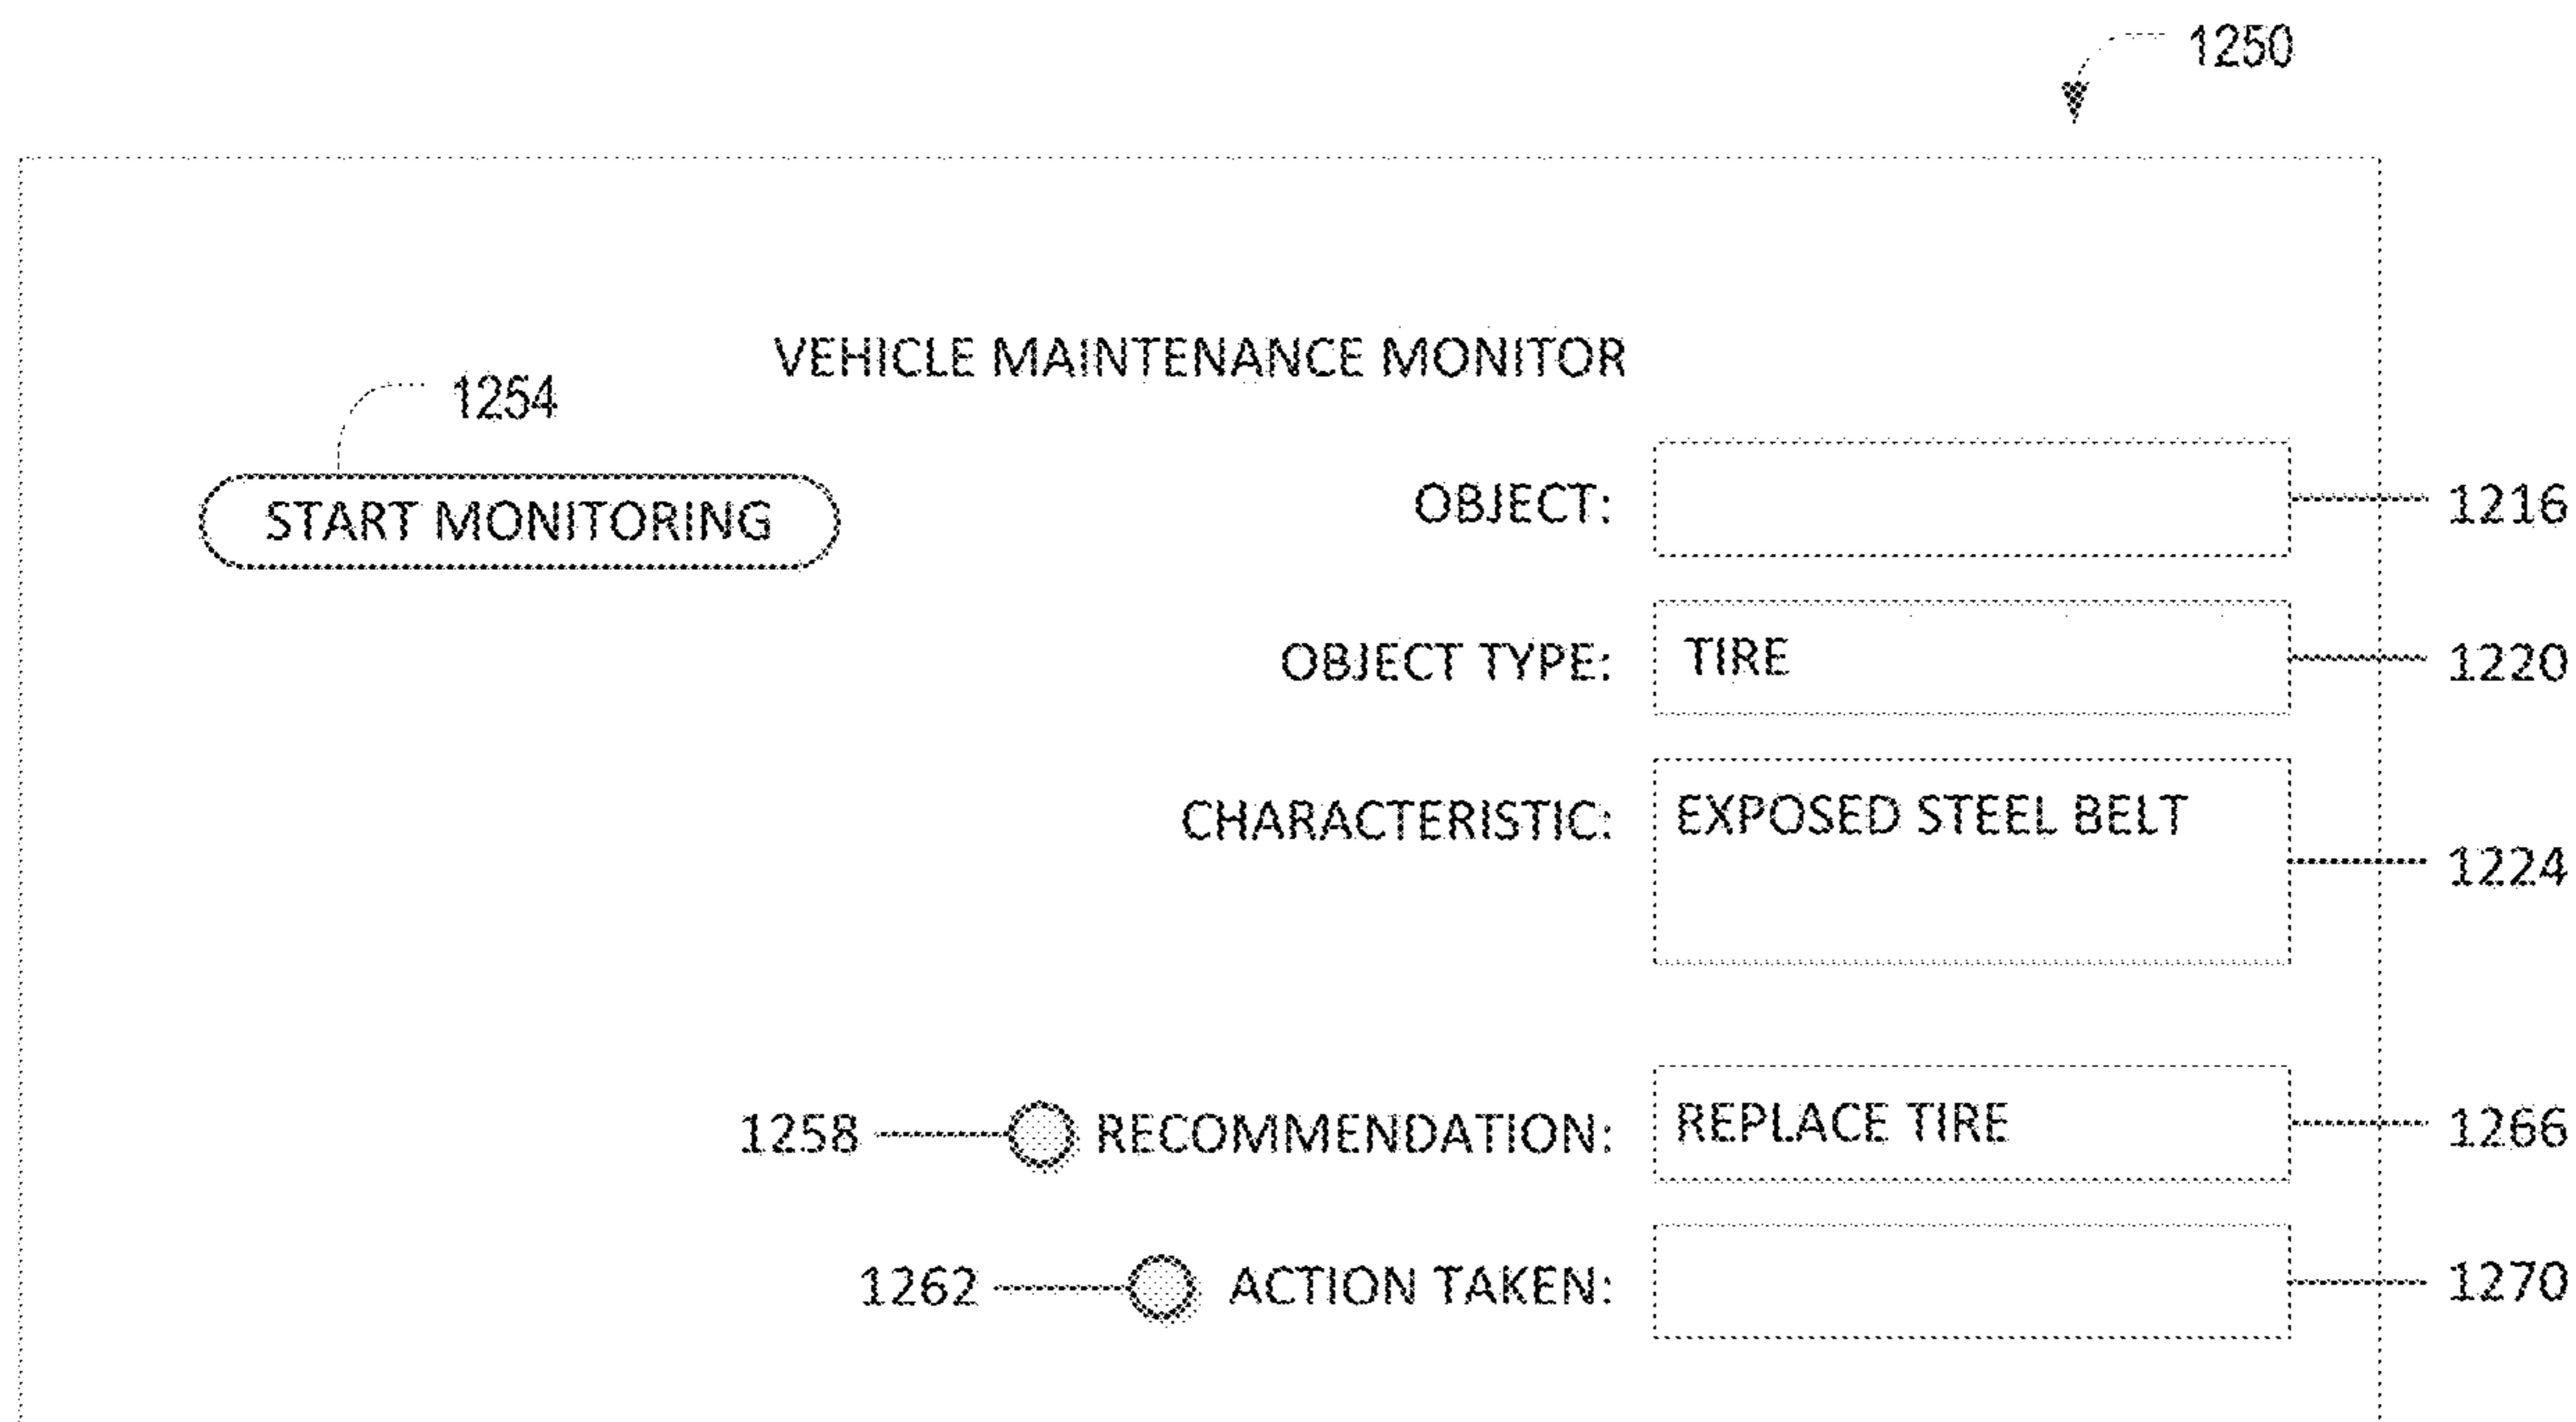 1250
VEHICLE MAINTENANCE MONITOR
1254
START MONITORING
OBJECT:
1216
OBJECT TYPE: TIRE
1220
CHARACTERISTIC: EXPOSED STEEL BELT
1224
1258 RECOMMENDATION: REPLACE TIRE
1266
1262 ACTION TAKEN:
1270